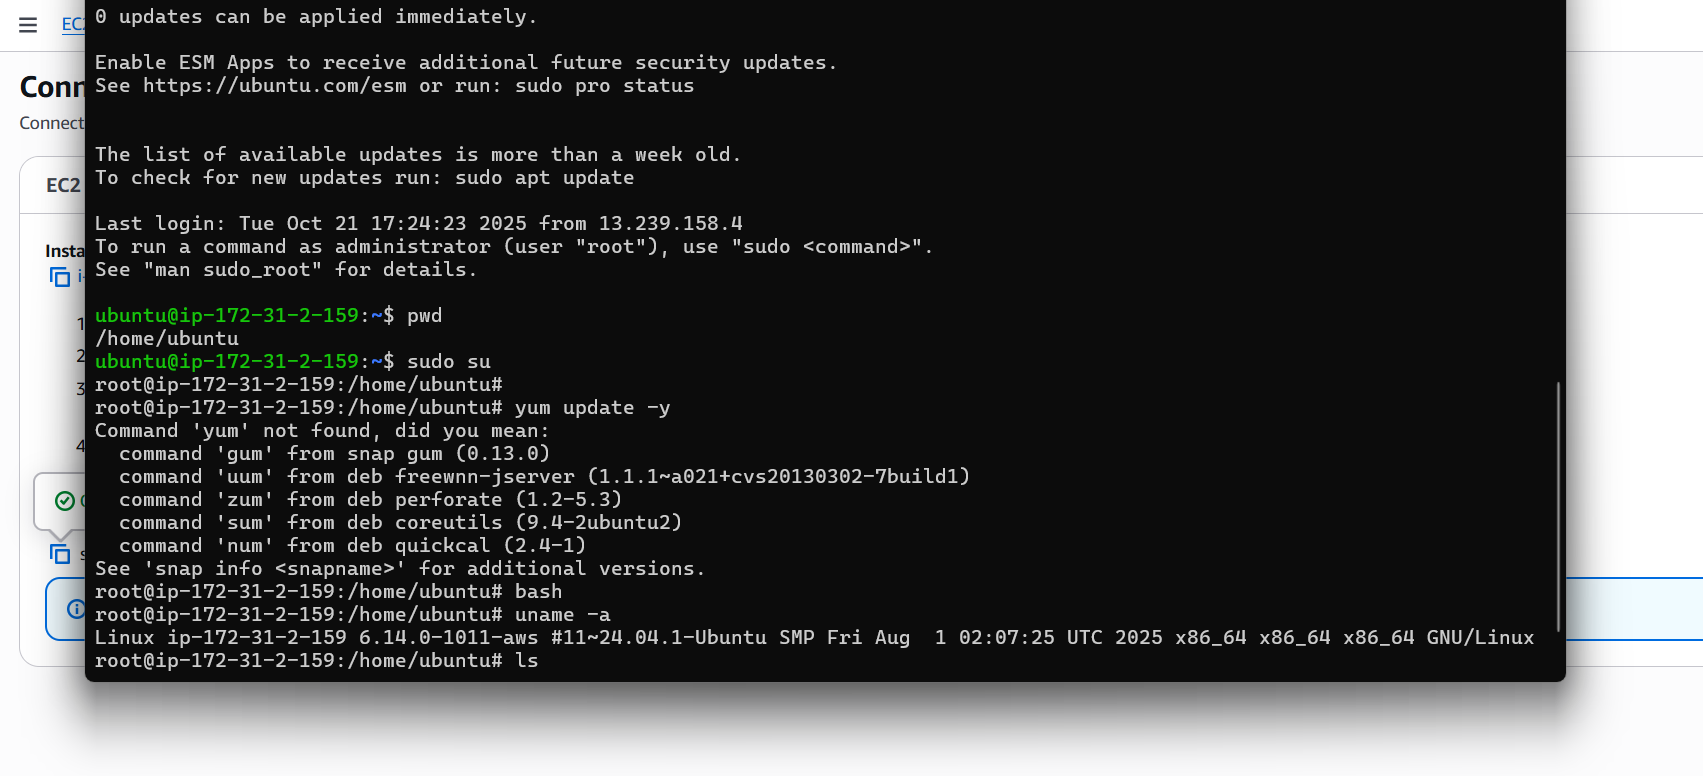 EC2
Conn
Connect
EC2
Insta
i-
1
2
3
4
0 updates can be applied immediately.
Enable ESM Apps to receive additional future security updates.
See https://ubuntu.com/esm or run: sudo pro status
The list of available updates is more than a week old.
To check for new updates run: sudo apt update
Last login: Tue Oct 21 17:24:23 2025 from 13.239.158.4
To run a command as administrator (user "root"), use "sudo <command>".
See "man sudo_root" for details.
ubuntu@ip-172-31-2-159:~$ pwd
/home/ubuntu
ubuntu@ip-172-31-2-159:~$ sudo su
root@ip-172-31-2-159:/home/ubuntu#
root@ip-172-31-2-159:/home/ubuntu# yum update -y
Command 'yum' not found, did you mean:
  command 'gum' from snap gum (0.13.0)
  command 'uum' from deb freewnn-jserver (1.1.1~a021+cvs20130302-7build1)
  command 'zum' from deb perforate (1.2-5.3)
  command 'sum' from deb coreutils (9.4-2ubuntu2)
  command 'num' from deb quickcal (2.4-1)
See 'snap info <snapname>' for additional versions.
root@ip-172-31-2-159:/home/ubuntu# bash
root@ip-172-31-2-159:/home/ubuntu# uname -a
Linux ip-172-31-2-159 6.14.0-1011-aws #11~24.04.1-Ubuntu SMP Fri Aug  1 02:07:25 UTC 2025 x86_64 x86_64 x86_64 GNU/Linux
root@ip-172-31-2-159:/home/ubuntu# ls